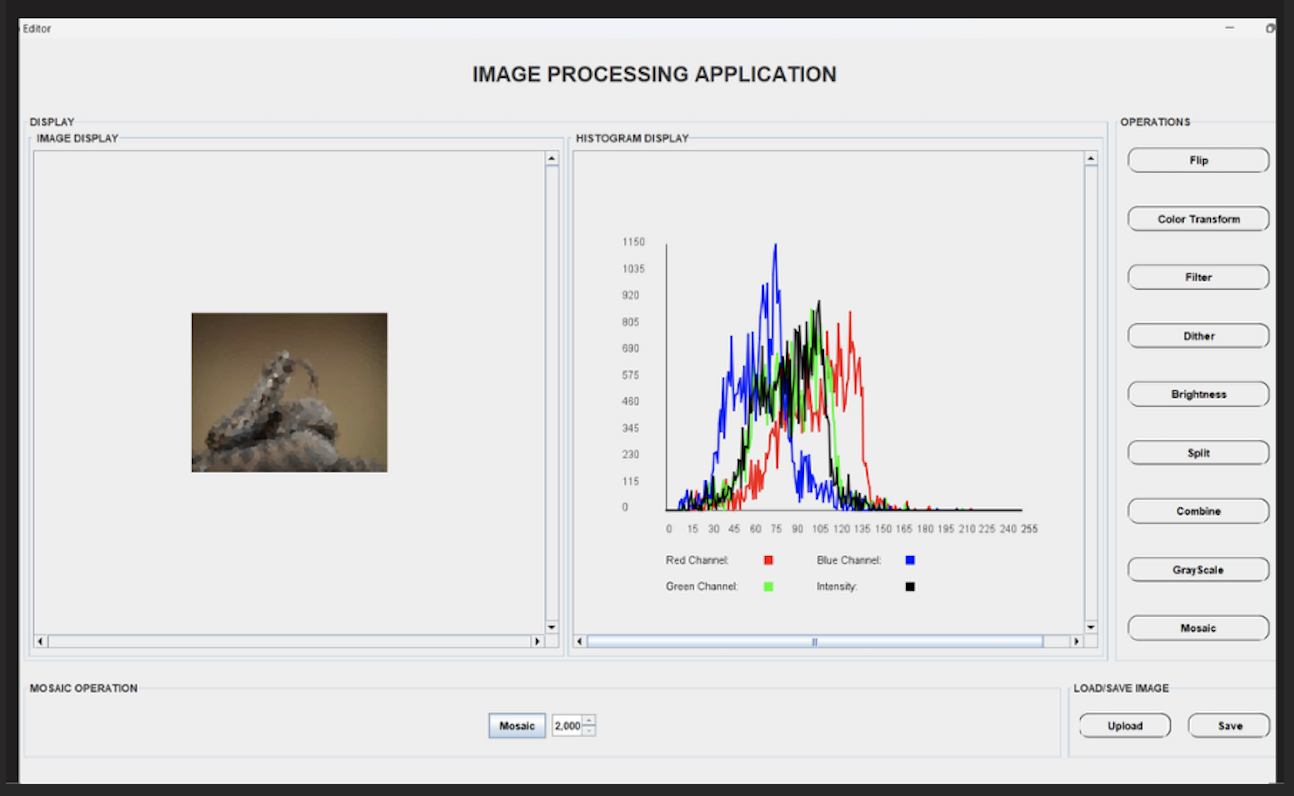 Editor
IMAGE PROCESSING APPLICATION
DISPLAY
IMAGE DISPLAY
HISTOGRAM DISPLAY
1150
1035
920
805
690
575
460
345
230
115
0
0 15 30 45 60 75 90 105 120 135 150 165 180 195 210 225 240 255
Red Channel: Blue Channel:
Green Channel: Intensity:
OPERATIONS
Flip
Color Transform
Filter
Dither
Brightness
Split
Combine
GrayScale
Mosaic
MOSAIC OPERATION
Mosaic 2,000
LOAD/SAVE IMAGE
Upload Save